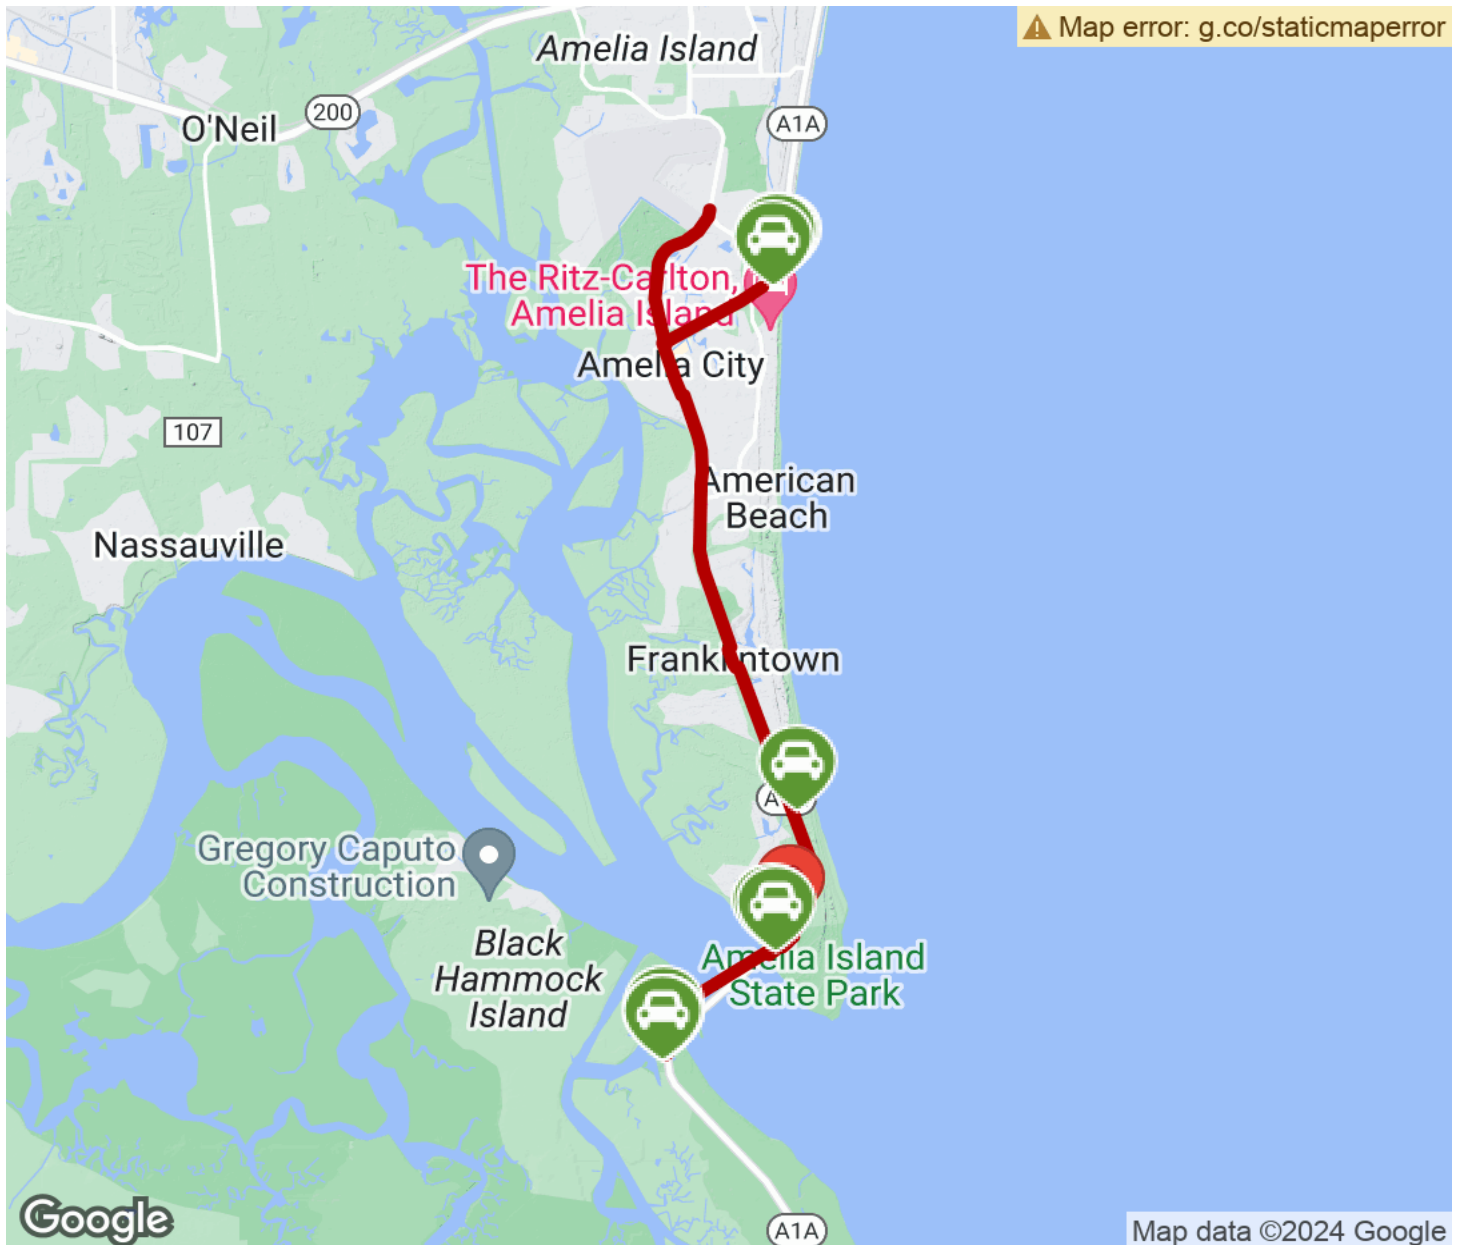 Map error: g.co/staticmaperror
Amelia Island
A1A
200
O'Neil
The Ritz-Carlton,
Amelia Island
Amelia City
107
American
Beach
Nassauville
Franklintown
Gregory Caputo
Construction
Black
Hammock
Island
Amelia Island
State Park
A1A
Google
Map data ©2024 Google